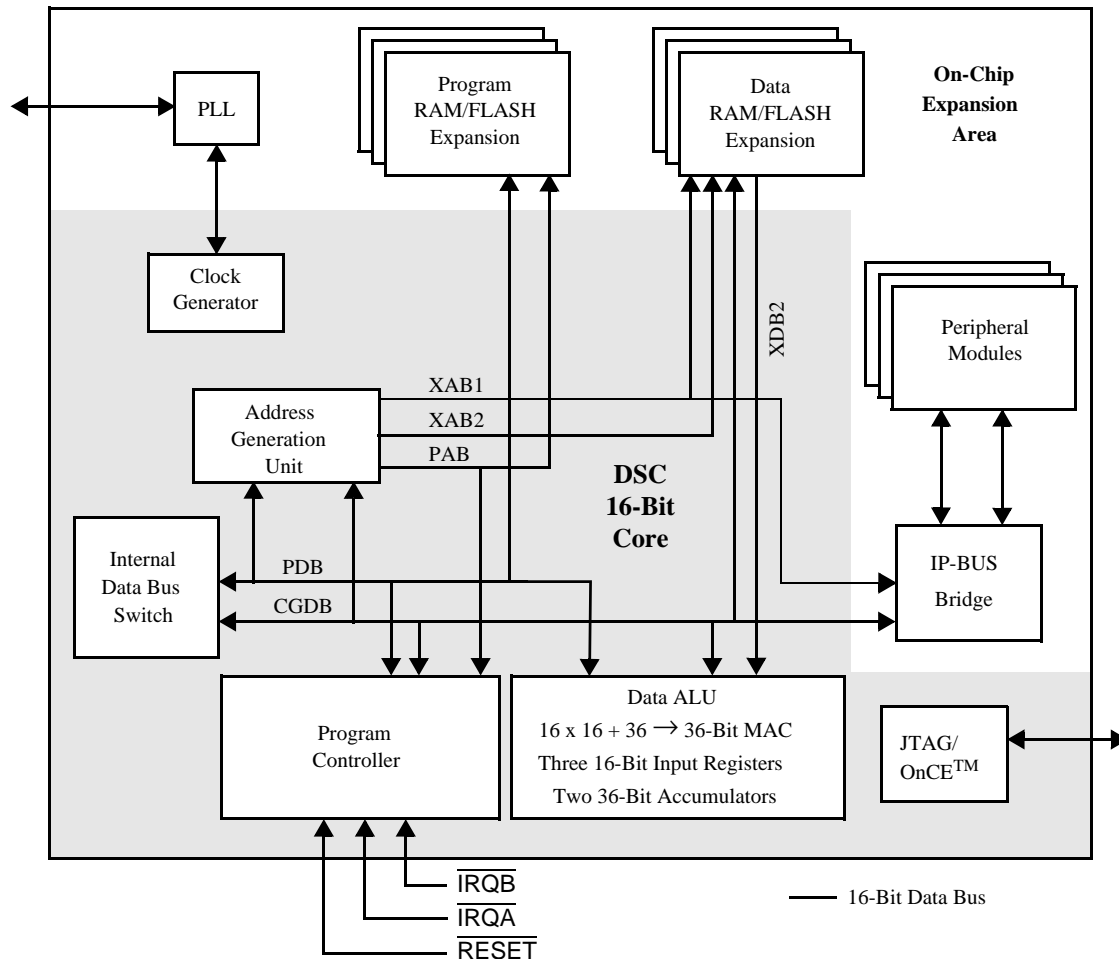 Program
RAM/FLASH
Expansion
Data
RAM/FLASH
Expansion
On-Chip
Expansion
Area
PLL
Clock
Generator
XDB2
Peripheral
Modules
Address
Generation
Unit
XAB1
XAB2
PAB
DSC
16-Bit
Core
Internal
Data Bus
Switch
PDB
CGDB
IP-BUS
Bridge
Program
Controller
Data ALU
16 x 16 + 36 → 36-Bit MAC
Three 16-Bit Input Registers
Two 36-Bit Accumulators
JTAG/
OnCE™
IRQB
IRQA
RESET
16-Bit Data Bus